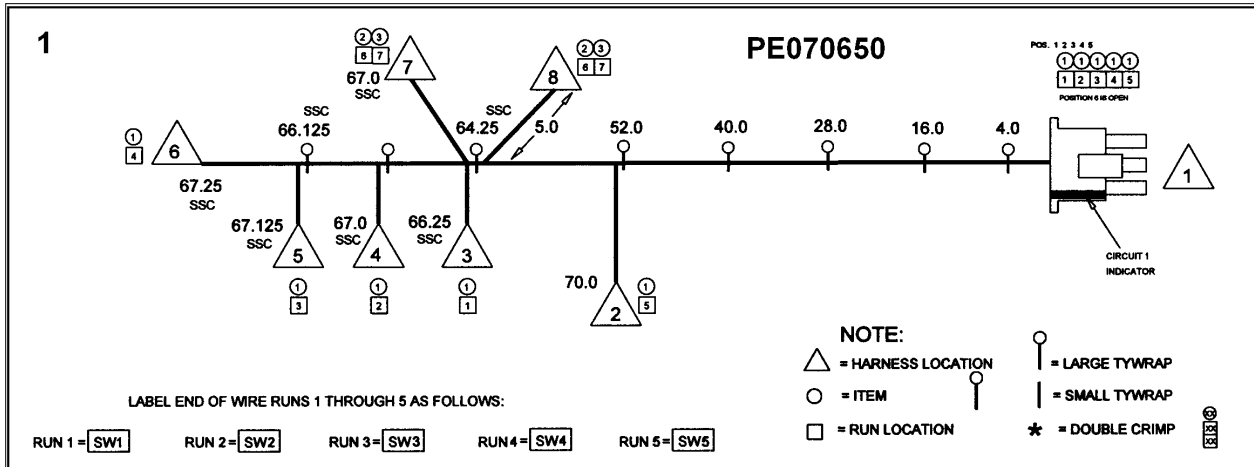 1
PE070650
POS. 1 2 3 4 5
1 1 1 1 1
1 2 3 4 5
POSITION 6 IS OPEN
2 3
6 7
7
67.0
SSC
2 3
6 7
8
SSC
66.125
SSC
64.25
5.0
52.0
40.0
28.0
16.0
4.0
1
4
6
1
67.25
SSC
67.125
SSC
5
67.0
SSC
4
66.25
SSC
3
CIRCUIT 1
INDICATOR
1
3
1
2
1
1
70.0
2
1
5
NOTE:
= HARNESS LOCATION
= LARGE TYWRAP
= ITEM
= SMALL TYWRAP
= RUN LOCATION
* = DOUBLE CRIMP
LABEL END OF WIRE RUNS 1 THROUGH 5 AS FOLLOWS:
RUN 1 = SW1
RUN 2 = SW2
RUN 3 = SW3
RUN 4 = SW4
RUN 5 = SW5